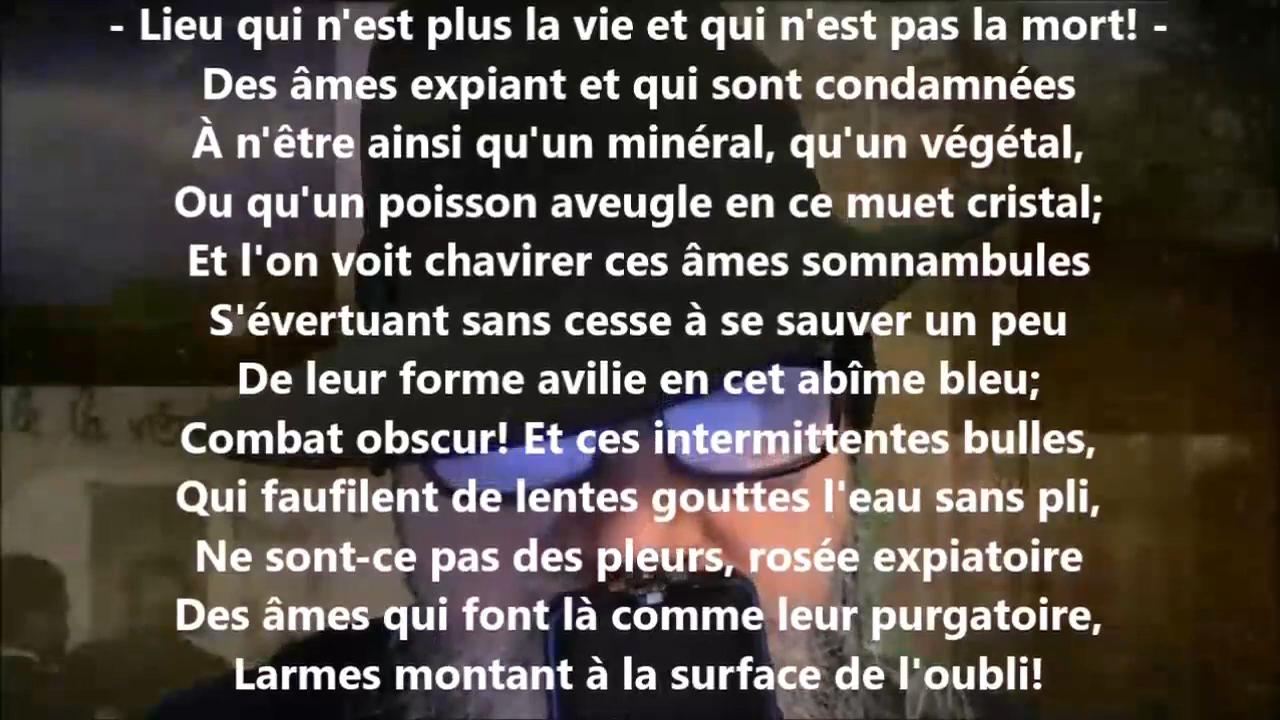 - Lieu qui n'est plus la vie et qui n'est pas la mort! -
Des âmes expiant et qui sont condamnées
À n'être ainsi qu'un minéral, qu'un végétal,
Ou qu'un poisson aveugle en ce muet cristal;
Et l'on voit chavirer ces âmes somnambules
S'évertuant sans cesse à se sauver un peu
De leur forme avilie en cet abîme bleu;
Combat obscur! Et ces intermittentes bulles,
Qui faufilent de lentes gouttes l'eau sans pli,
Ne sont-ce pas des pleurs, rosée expiatoire
Des âmes qui font là comme leur purgatoire,
Larmes montant à la surface de l'oubli!